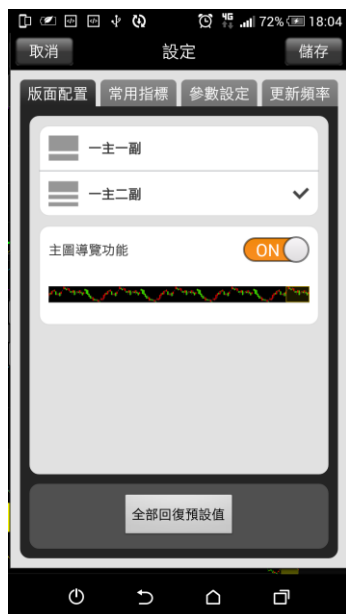 4G 72% 18:04
取消 設定 儲存
版面配置 常用指標 參數設定 更新頻率
一主一副
一主二副
主圖導覽功能 ON
全部回復預設值